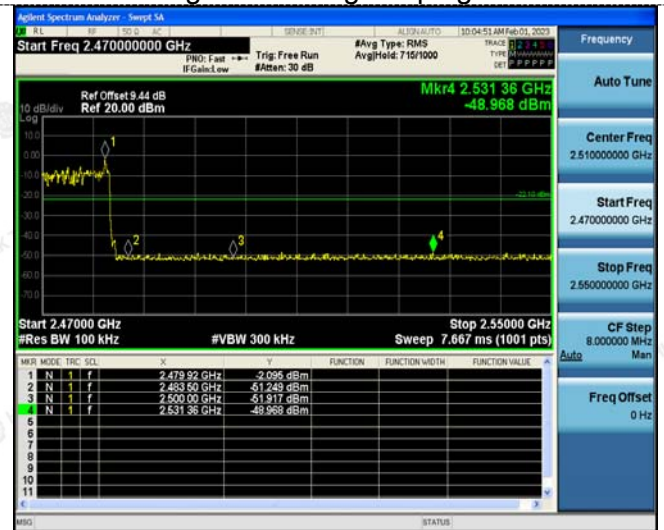 Agilent Spectrum Analyzer - Swept SA
RL RF 50 Ω AC SENSE:INT ALIGNAUTO 10:04:51 AM Feb 01, 2023
Start Freq 2.470000000 GHz
PNO: Fast
IFGain:Low
Trig: Free Run
#Atten: 30 dB
#Avg Type: RMS
Avg|Hold: 715/1000
TRACE 1 2 3 4 5 6
TYPE
DET P P P P P P
Frequency
Mkr4 2.531 36 GHz
-48.968 dBm
Ref Offset 9.44 dB
Ref 20.00 dBm
10 dB/div
Log
10.0
0.00
-10.0
-20.0
-30.0
-40.0
-50.0
-60.0
-70.0
1
2
3
4
-22.10 dBm
Start 2.47000 GHz
Stop 2.55000 GHz
#Res BW 100 kHz
#VBW 300 kHz
Sweep 7.667 ms (1001 pts)
MKR MODE TRC SCL X Y FUNCTION FUNCTION WIDTH FUNCTION VALUE
1 N 1 f 2.479 92 GHz -2.095 dBm
2 N 1 f 2.483 50 GHz -51.249 dBm
3 N 1 f 2.500 00 GHz -51.917 dBm
4 N 1 f 2.531 36 GHz -48.968 dBm
5
6
7
8
9
10
11
MSG
STATUS
Auto Tune
Center Freq
2.510000000 GHz
Start Freq
2.470000000 GHz
Stop Freq
2.550000000 GHz
CF Step
8.000000 MHz
Auto Man
Freq Offset
0 Hz